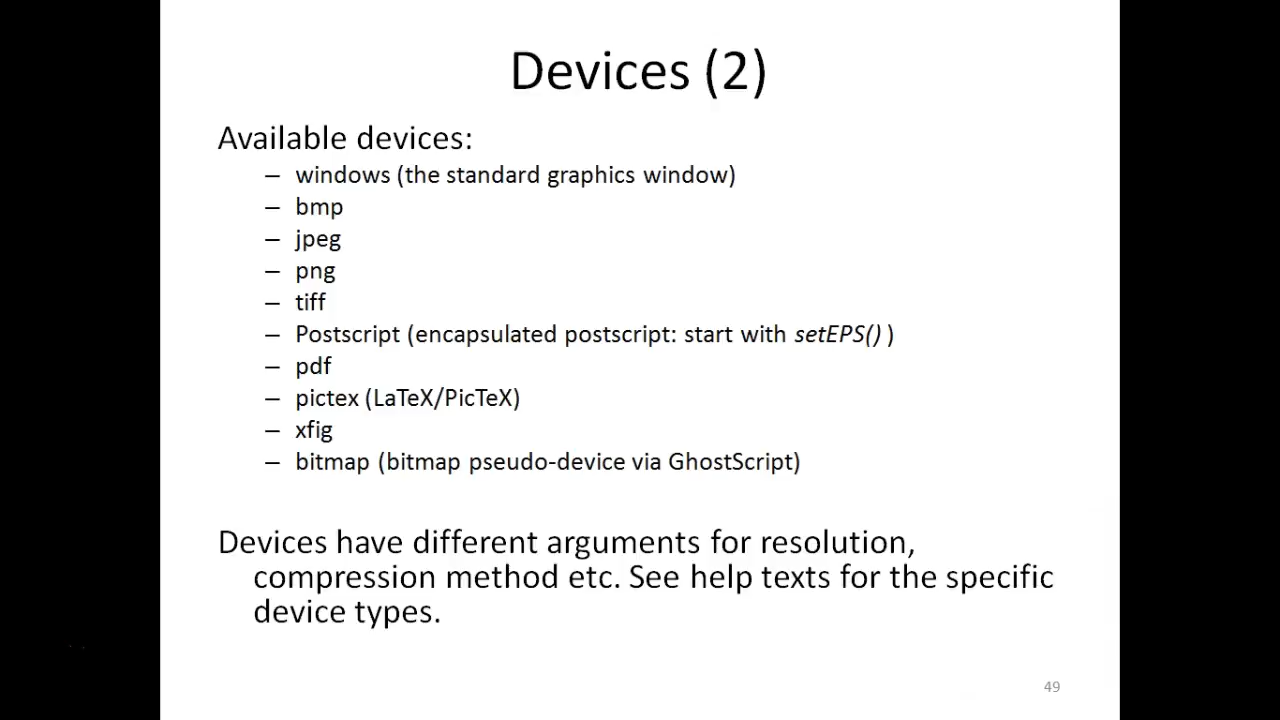 Devices (2)
Available devices:
– windows (the standard graphics window)
– bmp
– jpeg
– png
– tiff
– Postscript (encapsulated postscript: start with setEPS() )
– pdf
– pictex (LaTeX/PicTeX)
– xfig
– bitmap (bitmap pseudo-device via GhostScript)
Devices have different arguments for resolution,
compression method etc. See help texts for the specific
device types.
49